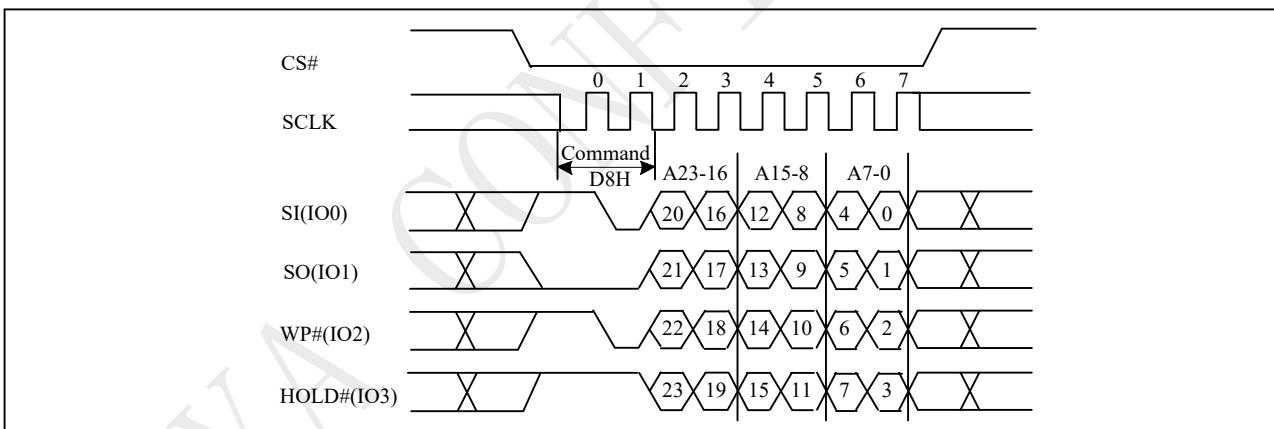 CS#
0 1 2 3 4 5 6 7
SCLK
Command
D8H
A23-16 A15-8 A7-0
SI(IO0) 20 16 12 8 4 0
SO(IO1) 21 17 13 9 5 1
WP#(IO2) 22 18 14 10 6 2
HOLD#(IO3) 23 19 15 11 7 3